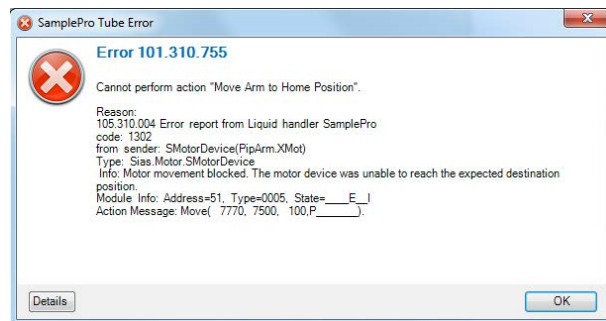 SamplePro Tube Error
Error 101.310.755
Cannot perform action "Move Arm to Home Position".
Reason:
105.310.004 Error report from Liquid handler SamplePro
code: 1302
from sender: SMotorDevice(PipArm.XMot)
Type: Sias.Motor.SMotorDevice
Info: Motor movement blocked. The motor device was unable to reach the expected destination
position.
Module Info: Address=51, Type=0005, State=____E__I
Action Message: Move( 7770, 7500, 100,P_______).
Details
OK